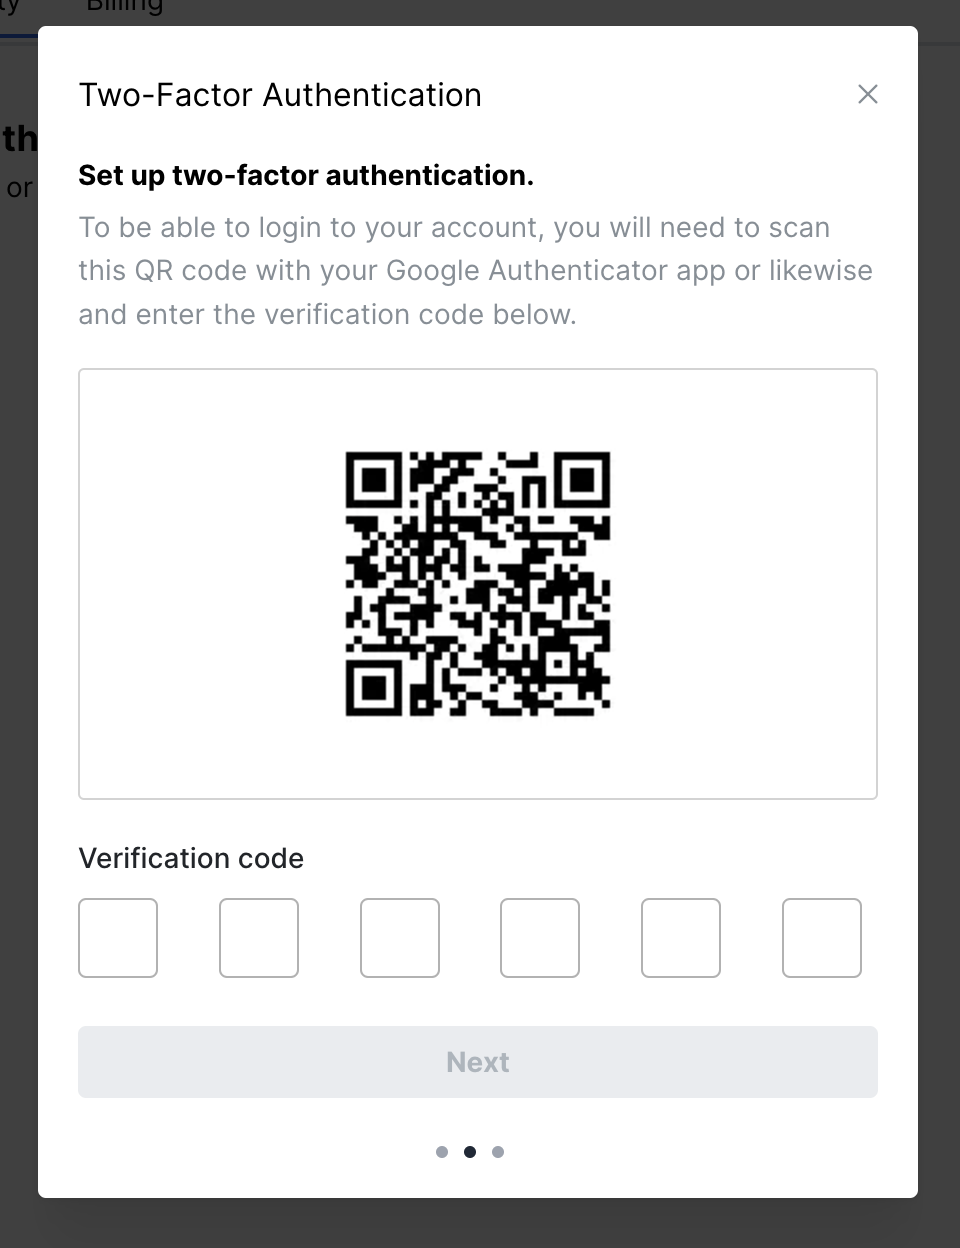 ty Billing
Two-Factor Authentication
th
Set up two-factor authentication.
or
To be able to login to your account, you will need to scan
this QR code with your Google Authenticator app or likewise
and enter the verification code below.
Verification code
Next